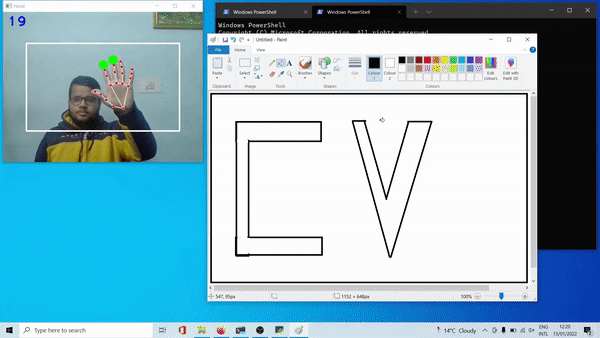 Hand
19
Windows PowerShell
Windows PowerShell
Windows PowerShell
Copyright (C) Microsoft Corporation. All rights reserved.
Untitled - Paint
File
Home
View
Paste
Select
Brushes
Shapes
Size
Colour 1
Colour 2
Edit colours
Edit with Paint 3D
Clipboard
Image
Tools
Shapes
Colours
C V
547, 95px
1152 × 648px
100%
Type here to search
14°C Cloudy
ENG
INTL
12:20
15/01/2022